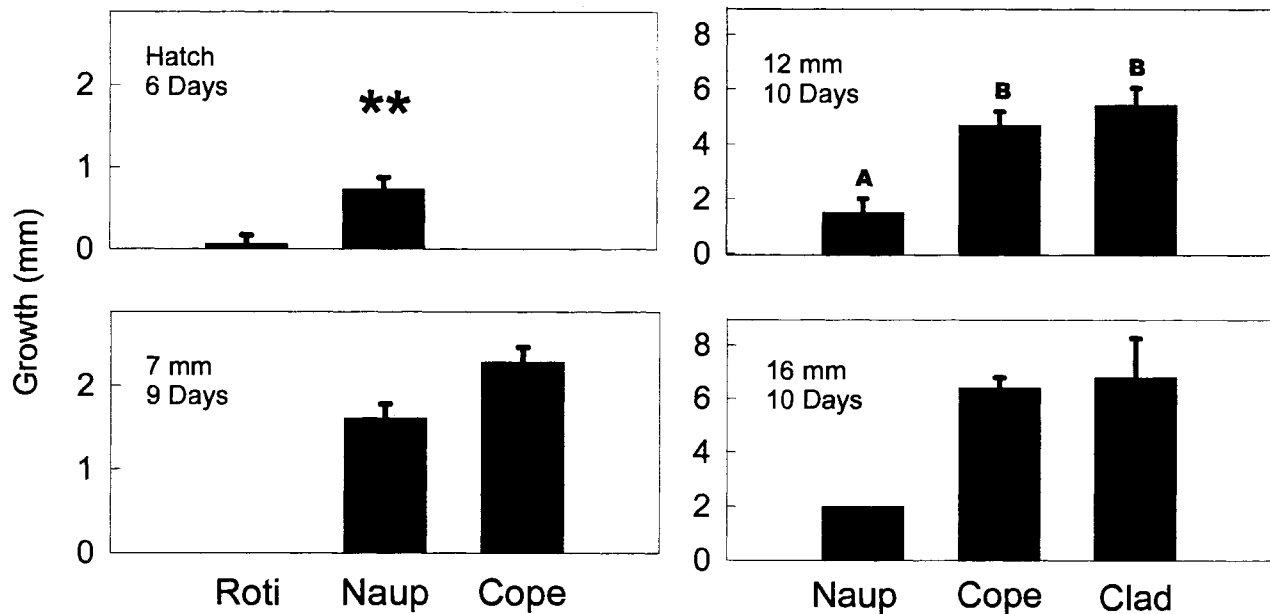 Growth (mm)
Hatch
6 Days
**
2
1
0
12 mm
10 Days
A
B
B
8
6
4
2
0
7 mm
9 Days
2
1
0
Roti Naup Cope
16 mm
10 Days
8
6
4
2
0
Naup Cope Clad